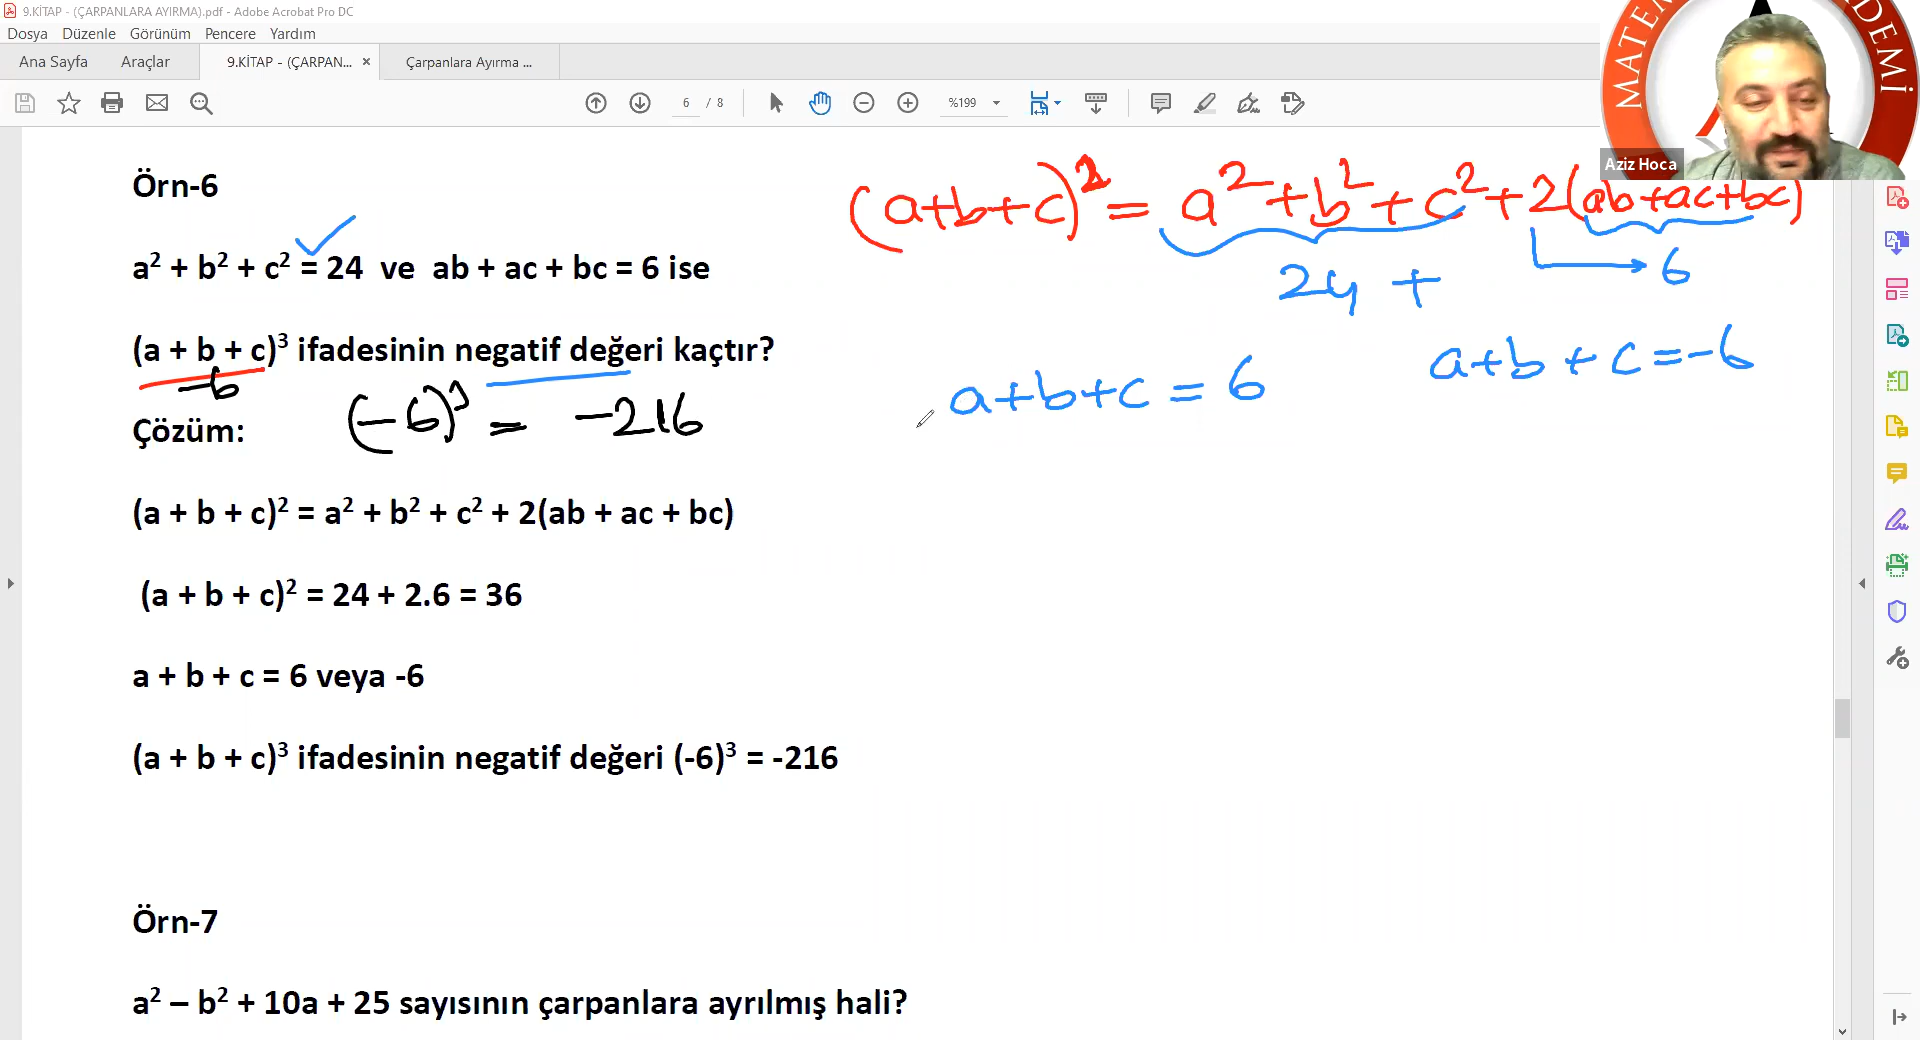 9.KİTAP - (ÇARPANLARA AYIRMA).pdf - Adobe Acrobat Pro DC
Dosya Düzenle Görünüm Pencere Yardım
Ana Sayfa Araçlar 9.KİTAP - (ÇARPAN... × Çarpanlara Ayırma ...
6 / 8 %199
Aziz Hoca
Örn-6
(a+b+c)² = a² + b² + c² + 2(ab+ac+bc)
a² + b² + c² = 24 ve ab + ac + bc = 6 ise
24 + 6
(a + b + c)³ ifadesinin negatif değeri kaçtır?
a+b+c = 6 a+b+c=-6
-6
(-6)³ = -216
Çözüm:
(a + b + c)² = a² + b² + c² + 2(ab + ac + bc)
(a + b + c)² = 24 + 2.6 = 36
a + b + c = 6 veya -6
(a + b + c)³ ifadesinin negatif değeri (-6)³ = -216
Örn-7
a² – b² + 10a + 25 sayısının çarpanlara ayrılmış hali?